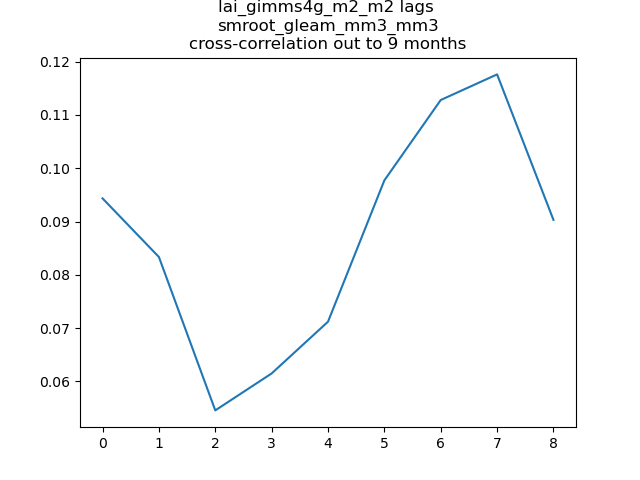 lai_gimms4g_m2_m2 lags
smroot_gleam_mm3_mm3
cross-correlation out to 9 months
0.12
0.11
0.10
0.09
0.08
0.07
0.06
0 1 2 3 4 5 6 7 8